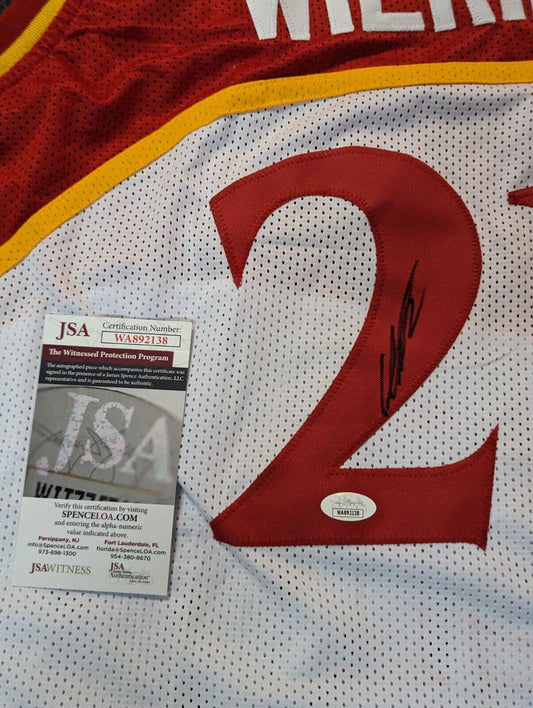 WILKI
2
JSA
Certification Number:
WA892138
The Witnessed Protection Program
The autographed piece which accompanies this certificate was
signed in the presence of a James Spence Authentication, LLC
representative and is guaranteed to be authentic.
JSA
Verify this certification by visiting
SPENCELOA.COM
and entering the alpha-numeric
value indicated above.
Parsippany, NJ
info@SpenceLOA.com
973-898-1300
Fort Lauderdale, FL
florida@SpenceLOA.com
954-380-8670
JSAWITNESS
JSA
Authentication
WA892138